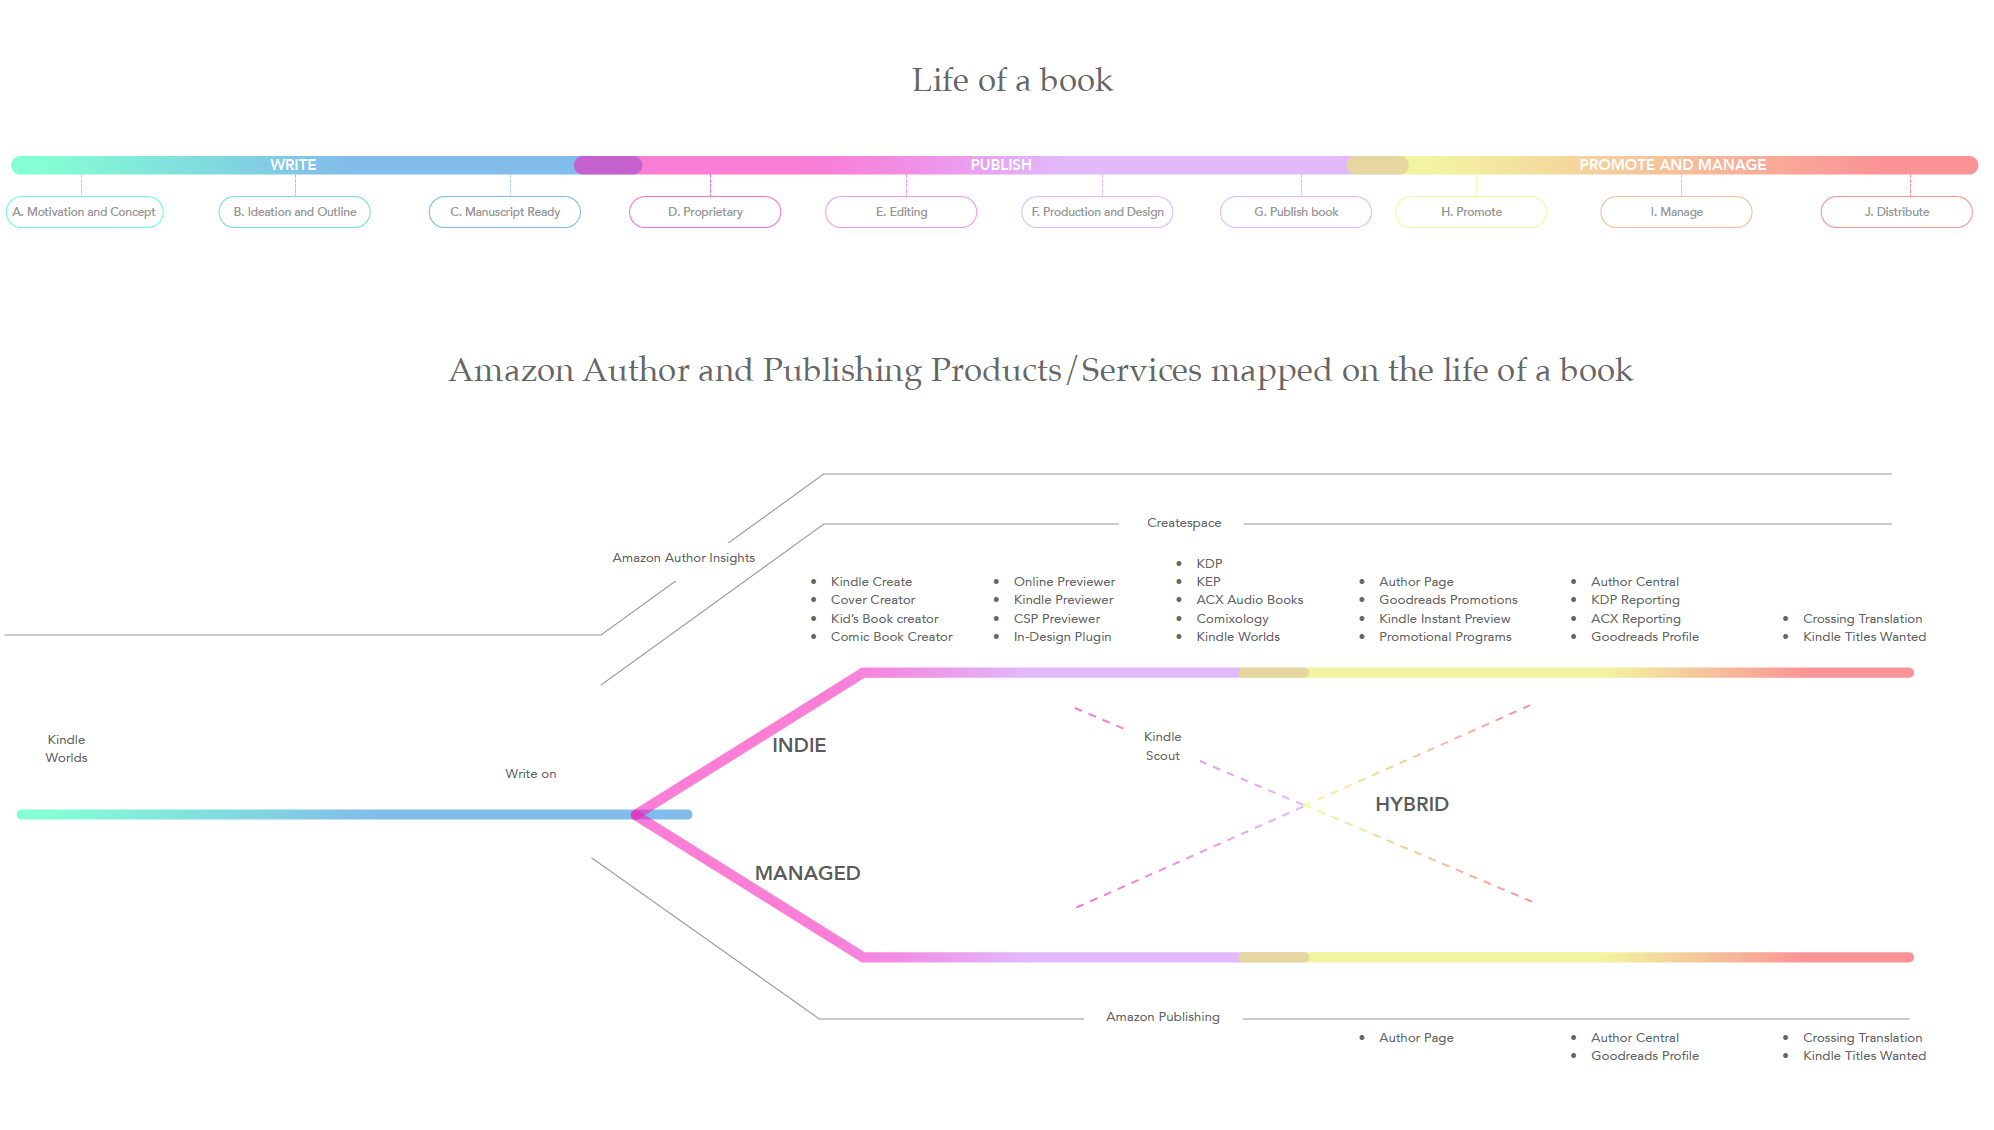 Life of a book
WRITE
PUBLISH
PROMOTE AND MANAGE
A. Motivation and Concept
B. Ideation and Outline
C. Manuscript Ready
D. Proprietary
E. Editing
F. Production and Design
G. Publish book
H. Promote
I. Manage
J. Distribute
Amazon Author and Publishing Products/Services mapped on the life of a book
Createspace
Amazon Author Insights
• Kindle Create
• Cover Creator
• Kid's Book creator
• Comic Book Creator
• Online Previewer
• Kindle Previewer
• CSP Previewer
• In-Design Plugin
• KDP
• KEP
• ACX Audio Books
• Comixology
• Kindle Worlds
• Author Page
• Goodreads Promotions
• Kindle Instant Preview
• Promotional Programs
• Author Central
• KDP Reporting
• ACX Reporting
• Goodreads Profile
• Crossing Translation
• Kindle Titles Wanted
Kindle
Worlds
Write on
INDIE
Kindle
Scout
HYBRID
MANAGED
Amazon Publishing
• Author Page
• Author Central
• Goodreads Profile
• Crossing Translation
• Kindle Titles Wanted